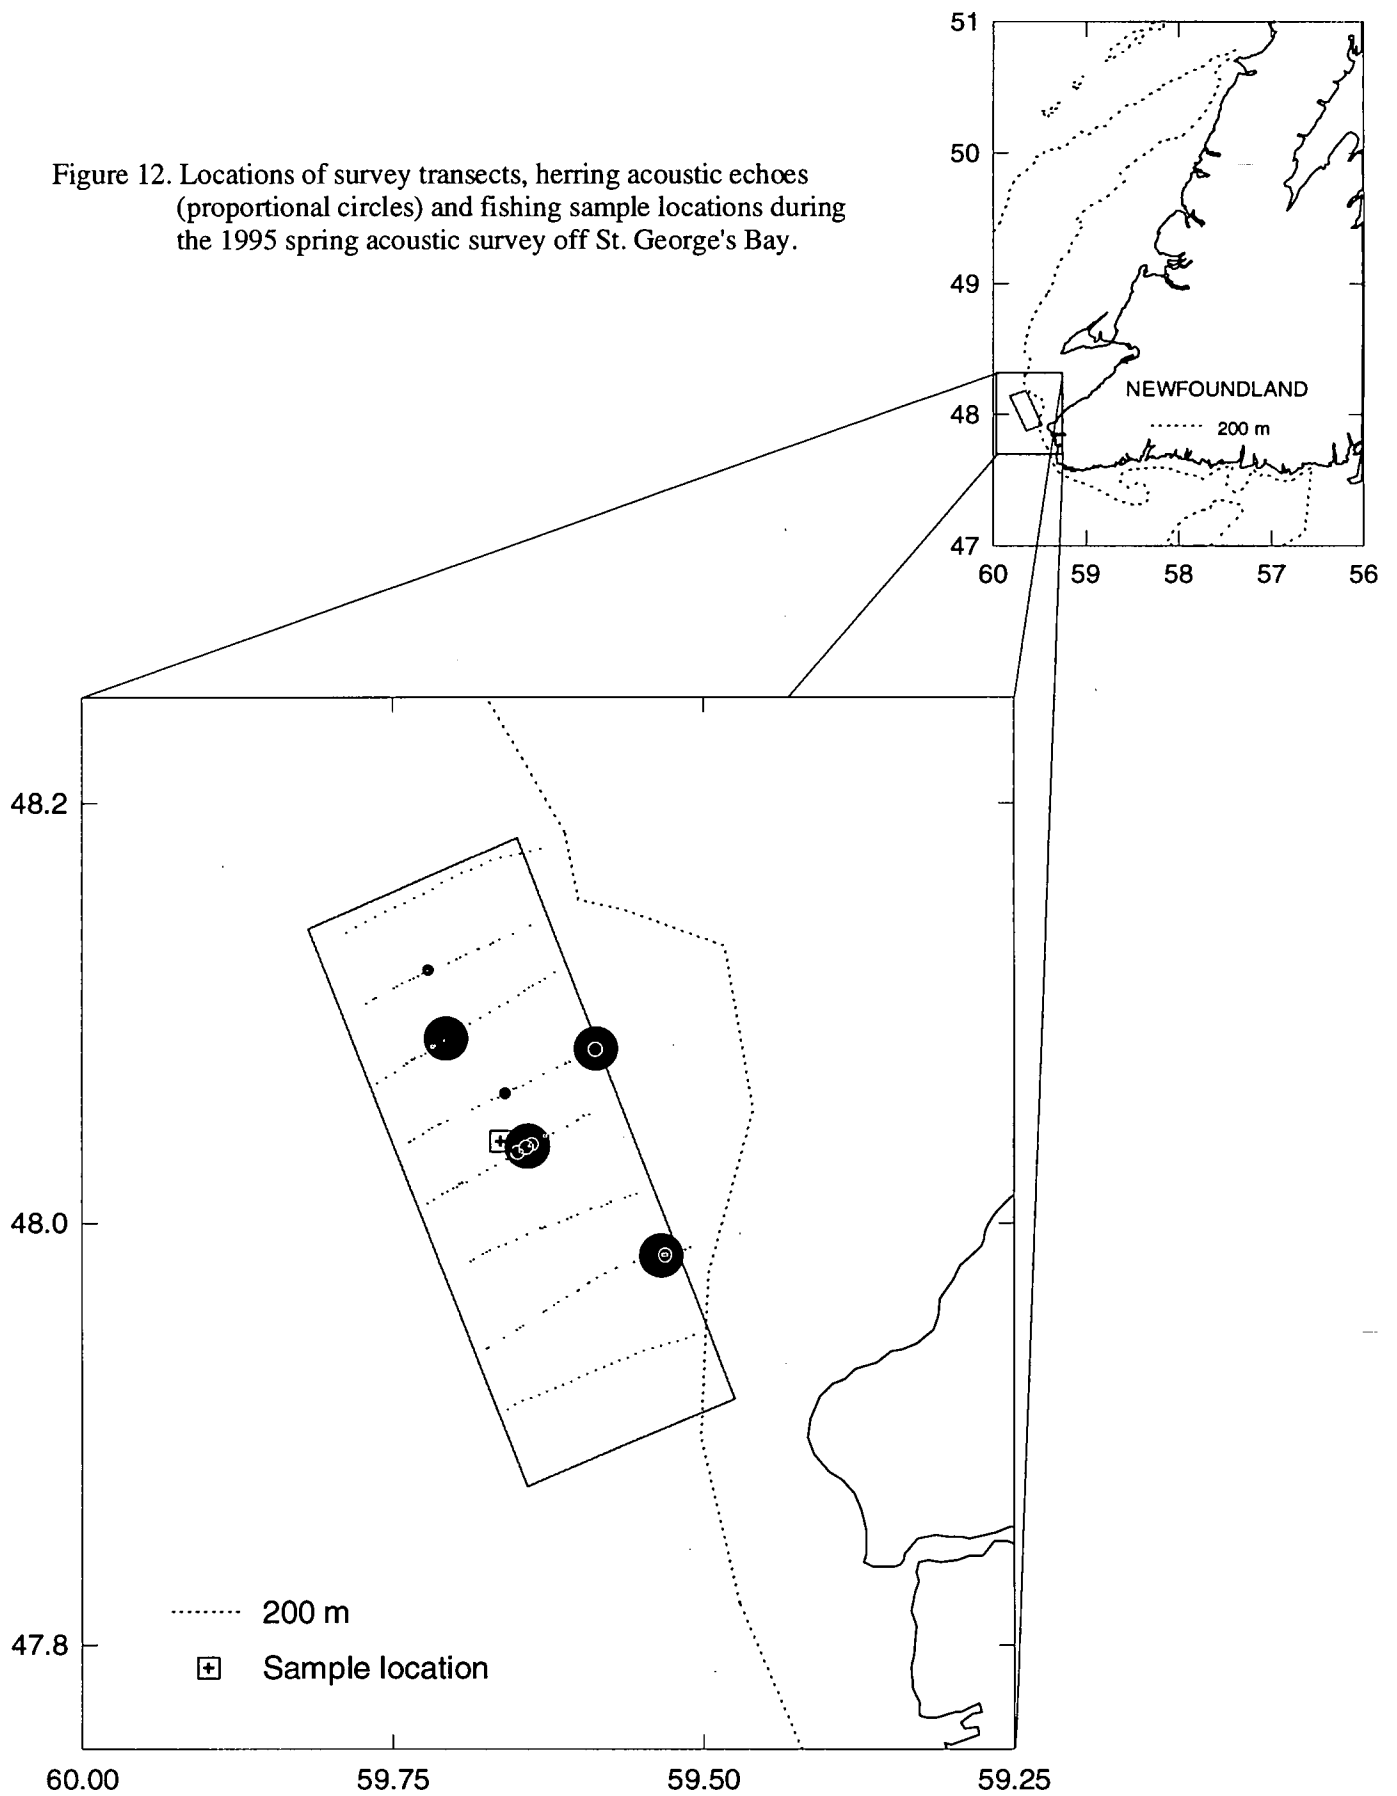 Figure 12. Locations of survey transects, herring acoustic echoes
(proportional circles) and fishing sample locations during
the 1995 spring acoustic survey off St. George's Bay.
51
50
49
48
47
60 59 58 57 56
NEWFOUNDLAND
200 m
48.2
48.0
47.8
200 m
Sample location
60.00 59.75 59.50 59.25